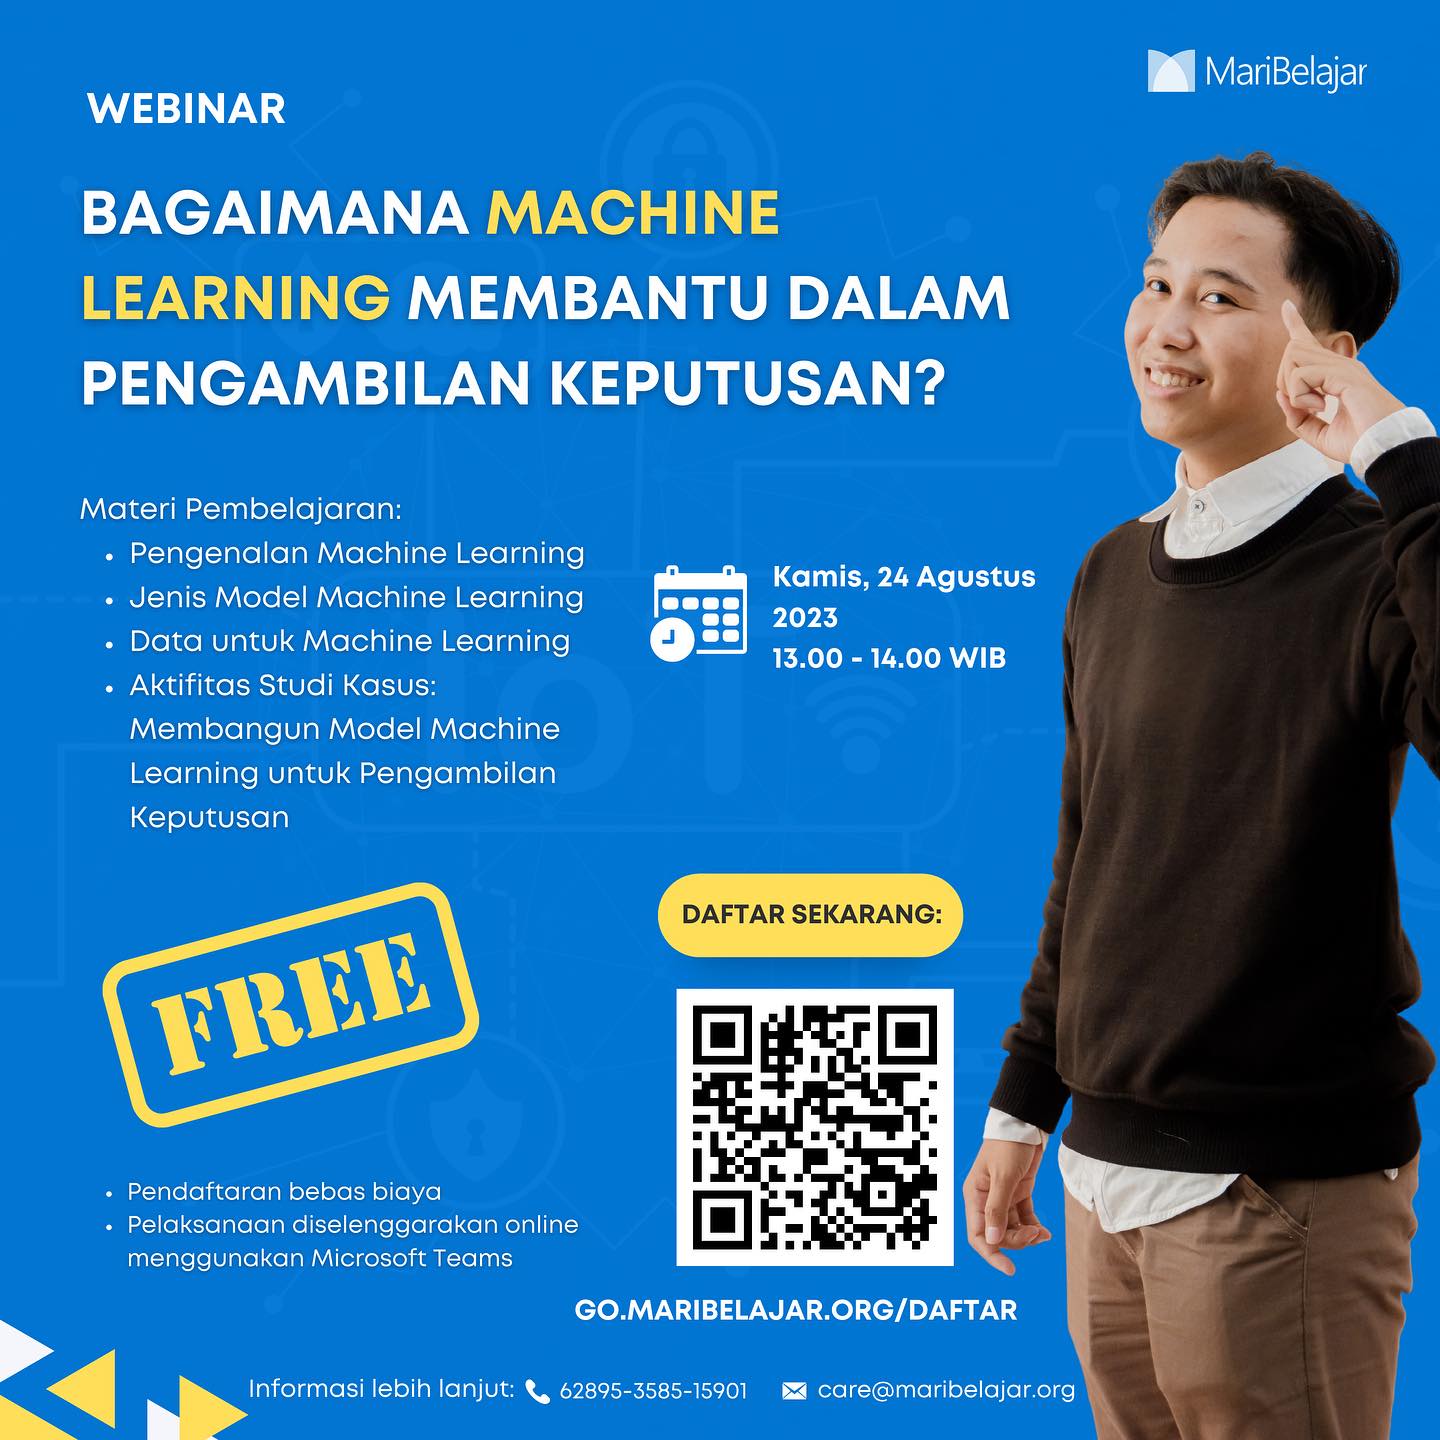 MariBelajar
WEBINAR
BAGAIMANA MACHINE
LEARNING MEMBANTU DALAM
PENGAMBILAN KEPUTUSAN?
Materi Pembelajaran:
• Pengenalan Machine Learning
• Jenis Model Machine Learning
• Data untuk Machine Learning
• Aktifitas Studi Kasus:
Membangun Model Machine
Learning untuk Pengambilan
Keputusan
Kamis, 24 Agustus
2023
13.00 - 14.00 WIB
IoT
FREE
DAFTAR SEKARANG:
• Pendaftaran bebas biaya
• Pelaksanaan diselenggarakan online
menggunakan Microsoft Teams
GO.MARIBELAJAR.ORG/DAFTAR
Informasi lebih lanjut: 62895-3585-15901 care@maribelajar.org